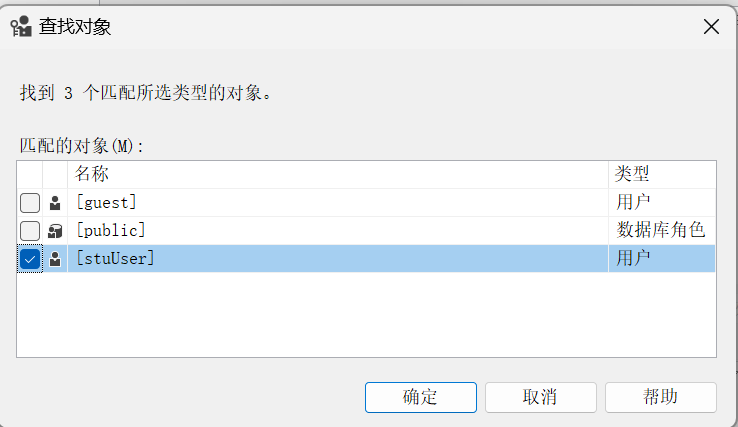 查找对象
找到 3 个匹配所选类型的对象。
匹配的对象(M):
名称 类型
[guest] 用户
[public] 数据库角色
[stuUser] 用户
确定 取消 帮助